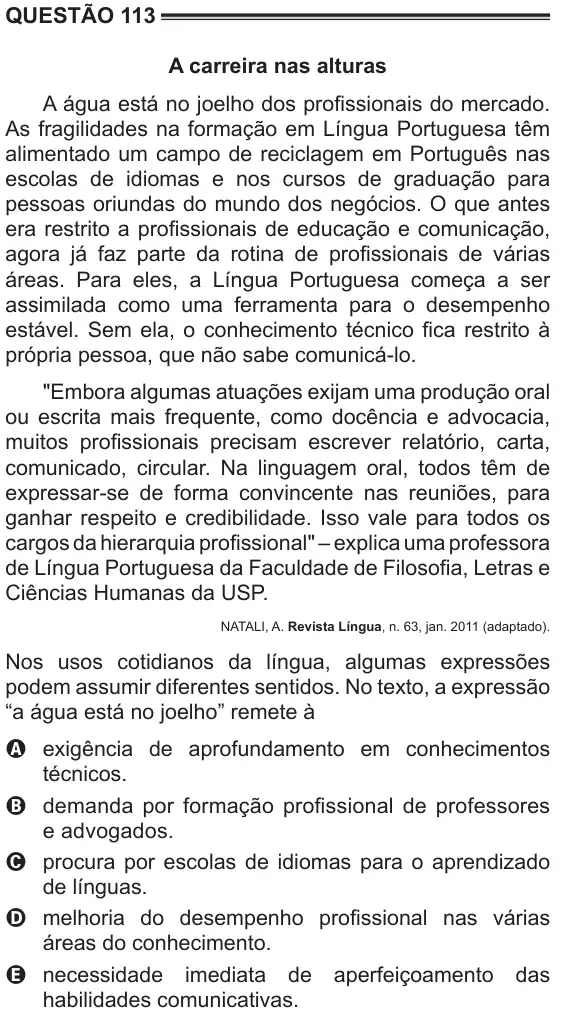 QUESTÃO 113
A carreira nas alturas
A água está no joelho dos profissionais do mercado.
As fragilidades na formação em Língua Portuguesa têm
alimentado um campo de reciclagem em Português nas
escolas de idiomas e nos cursos de graduação para
pessoas oriundas do mundo dos negócios. O que antes
era restrito a profissionais de educação e comunicação,
agora já faz parte da rotina de profissionais de várias
áreas. Para eles, a Língua Portuguesa começa a ser
assimilada como uma ferramenta para o desempenho
estável. Sem ela, o conhecimento técnico fica restrito à
própria pessoa, que não sabe comunicá-lo.
"Embora algumas atuações exijam uma produção oral
ou escrita mais frequente, como docência e advocacia,
muitos profissionais precisam escrever relatório, carta,
comunicado, circular. Na linguagem oral, todos têm de
expressar-se de forma convincente nas reuniões, para
ganhar respeito e credibilidade. Isso vale para todos os
cargos da hierarquia profissional" – explica uma professora
de Língua Portuguesa da Faculdade de Filosofia, Letras e
Ciências Humanas da USP.
NATALI, A. Revista Língua, n. 63, jan. 2011 (adaptado).
Nos usos cotidianos da língua, algumas expressões
podem assumir diferentes sentidos. No texto, a expressão
“a água está no joelho” remete à
A exigência de aprofundamento em conhecimentos
técnicos.
B demanda por formação profissional de professores
e advogados.
C procura por escolas de idiomas para o aprendizado
de línguas.
D melhoria do desempenho profissional nas várias
áreas do conhecimento.
E necessidade imediata de aperfeiçoamento das
habilidades comunicativas.